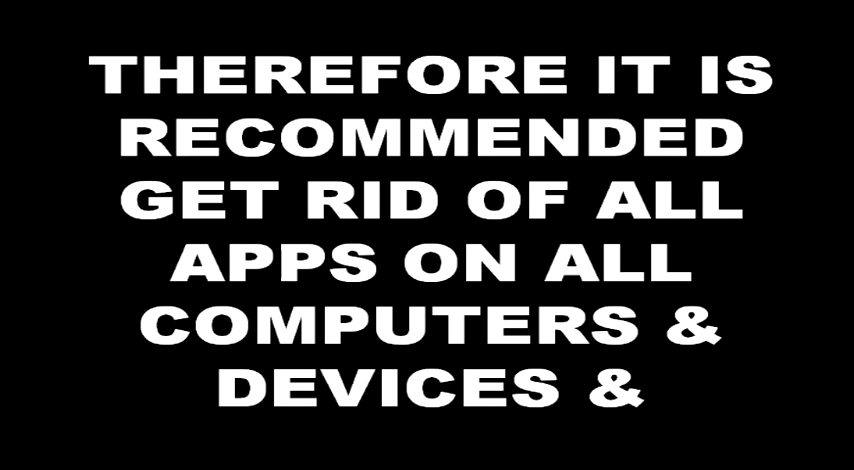 THEREFORE IT IS
RECOMMENDED
GET RID OF ALL
APPS ON ALL
COMPUTERS &
DEVICES &